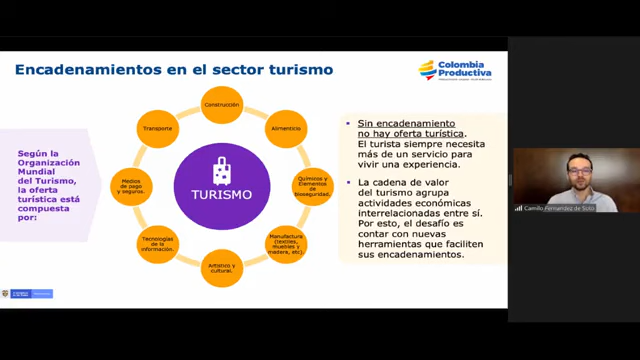 Encadenamientos en el sector turismo
Colombia
Productiva
Según la
Organización
Mundial
del Turismo,
la oferta
turística está
compuesta
por:
Construcción
Alimenticio
Químicos y
Elementos de
bioseguridad.
Manufactura
(textiles,
muebles y
madera, etc)
Artístico y
cultural.
Tecnologías
de la
información.
Medios
de pago
y seguros.
Transporte
TURISMO
▪ Sin encadenamiento
no hay oferta turística.
El turista siempre necesita
más de un servicio para
vivir una experiencia.
▪ La cadena de valor
del turismo agrupa
actividades económicas
interrelacionadas entre sí.
Por esto, el desafío es
contar con nuevas
herramientas que faciliten
sus encadenamientos.
Camilo Fernandez de Soto